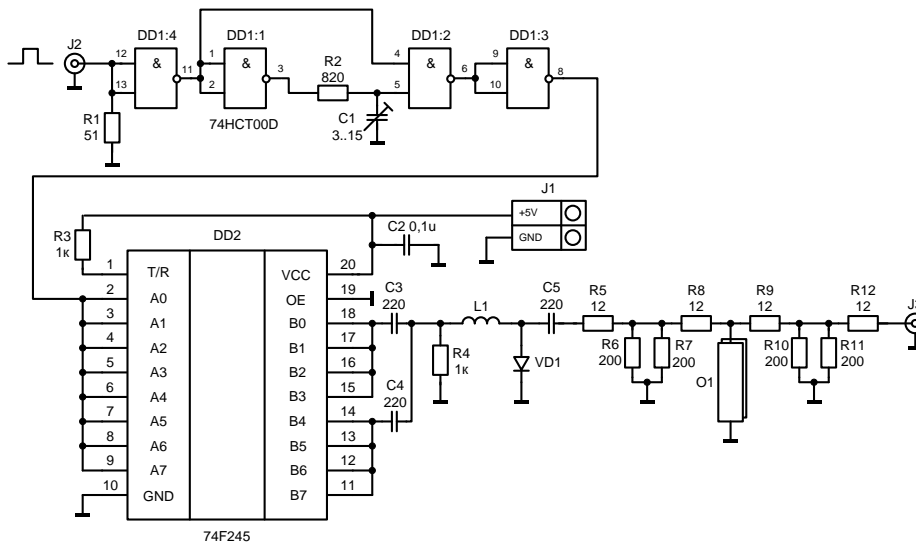 J2
DD1:4
DD1:1
DD1:2
DD1:3
12
13
&
11
1
2
&
3
R2
820
4
5
&
6
9
10
&
8
R1
51
74HCT00D
C1
3..15
J1
+5V
GND
R3
1к
DD2
C2 0,1u
1
T/R
VCC
20
2
A0
OE
19
3
A1
B0
18
4
A2
B1
17
5
A3
B2
16
6
A4
B3
15
7
A5
B4
14
8
A6
B5
13
9
A7
B6
12
10
GND
B7
11
74F245
C3
220
C4
220
R4
1к
L1
VD1
C5
220
R5
12
R6
200
R7
200
R8
12
O1
R9
12
R10
200
R11
200
R12
12